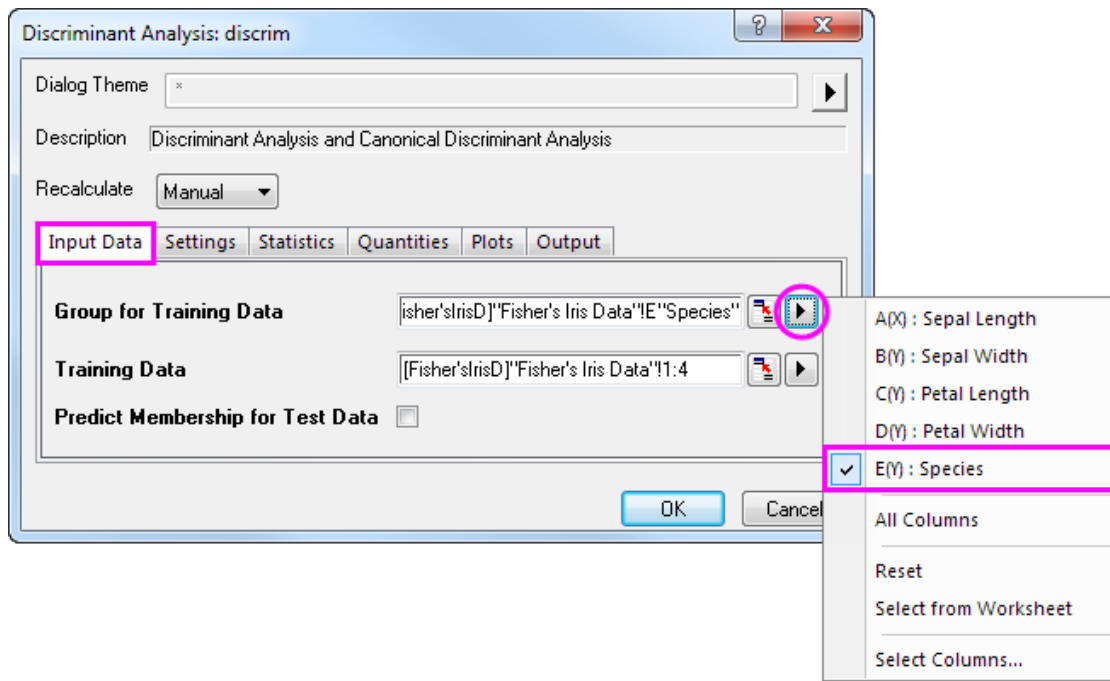 Discriminant Analysis: discrim
?
Dialog Theme *
Description Discriminant Analysis and Canonical Discriminant Analysis
Recalculate Manual
Input Data Settings Statistics Quantities Plots Output
Group for Training Data isher'sIrisD]"Fisher's Iris Data"!E"Species"
Training Data [Fisher'sIrisD]"Fisher's Iris Data"!1:4
Predict Membership for Test Data
OK Cancel
A(X) : Sepal Length
B(Y) : Sepal Width
C(Y) : Petal Length
D(Y) : Petal Width
E(Y) : Species
All Columns
Reset
Select from Worksheet
Select Columns...